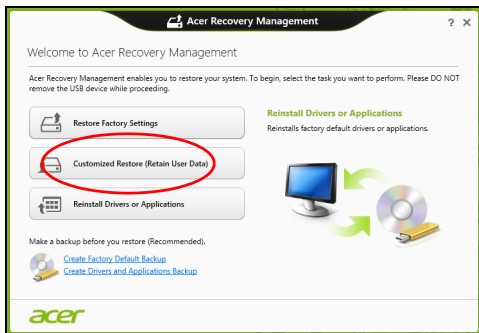 Acer Recovery Management
? ×
Welcome to Acer Recovery Management
Acer Recovery Management enables you to restore your system. To begin, select the task you want to perform. Please DO NOT
remove the USB device while proceeding.
Restore Factory Settings
Customized Restore (Retain User Data)
Reinstall Drivers or Applications
Reinstall Drivers or Applications
Reinstalls factory default drivers or applications.
Make a backup before you restore (Recommended).
Create Factory Default Backup
Create Drivers and Applications Backup
acer